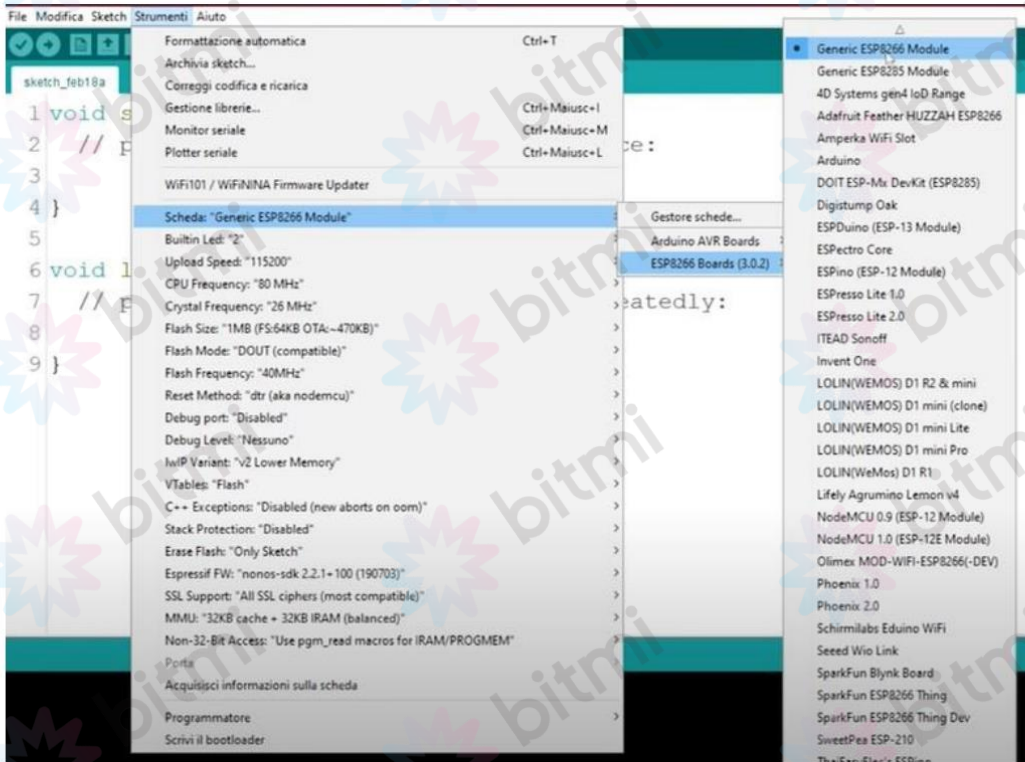 File Modifica Sketch Strumenti Aiuto
sketch_feb18a
1 void s
2 // p
3
4 }
5
6 void l
7 // p
8
9 }
ce:
eatedly:
Formattazione automatica Ctrl+T
Archivia sketch...
Correggi codifica e ricarica
Gestione librerie... Ctrl+Maiusc+I
Monitor seriale Ctrl+Maiusc+M
Plotter seriale Ctrl+Maiusc+L
WiFi101 / WiFiNINA Firmware Updater
Scheda: "Generic ESP8266 Module"
Builtin Led: "2"
Upload Speed: "115200"
CPU Frequency: "80 MHz"
Crystal Frequency: "26 MHz"
Flash Size: "1MB (FS:64KB OTA:~470KB)"
Flash Mode: "DOUT (compatible)"
Flash Frequency: "40MHz"
Reset Method: "dtr (aka nodemcu)"
Debug port: "Disabled"
Debug Level: "Nessuno"
lwIP Variant: "v2 Lower Memory"
VTables: "Flash"
C++ Exceptions: "Disabled (new aborts on oom)"
Stack Protection: "Disabled"
Erase Flash: "Only Sketch"
Espressif FW: "nonos-sdk 2.2.1+100 (190703)"
SSL Support: "All SSL ciphers (most compatible)"
MMU: "32KB cache + 32KB IRAM (balanced)"
Non-32-Bit Access: "Use pgm_read macros for IRAM/PROGMEM"
Porta
Acquisisci informazioni sulla scheda
Programmatore
Scrivi il bootloader
Gestore schede...
Arduino AVR Boards
ESP8266 Boards (3.0.2)
Generic ESP8266 Module
Generic ESP8285 Module
4D Systems gen4 IoD Range
Adafruit Feather HUZZAH ESP8266
Amperka WiFi Slot
Arduino
DOIT ESP-Mx DevKit (ESP8285)
Digistump Oak
ESPDuino (ESP-13 Module)
ESPectro Core
ESPino (ESP-12 Module)
ESPresso Lite 1.0
ESPresso Lite 2.0
ITEAD Sonoff
Invent One
LOLIN(WEMOS) D1 R2 & mini
LOLIN(WEMOS) D1 mini (clone)
LOLIN(WEMOS) D1 mini Lite
LOLIN(WEMOS) D1 mini Pro
LOLIN(WeMos) D1 R1
Lifely Agrumino Lemon v4
NodeMCU 0.9 (ESP-12 Module)
NodeMCU 1.0 (ESP-12E Module)
Olimex MOD-WIFI-ESP8266(-DEV)
Phoenix 1.0
Phoenix 2.0
Schirmilabs Eduino WiFi
Seeed Wio Link
SparkFun Blynk Board
SparkFun ESP8266 Thing
SparkFun ESP8266 Thing Dev
SweetPea ESP-210
ThaiEasyElec's ESPino
bitmi